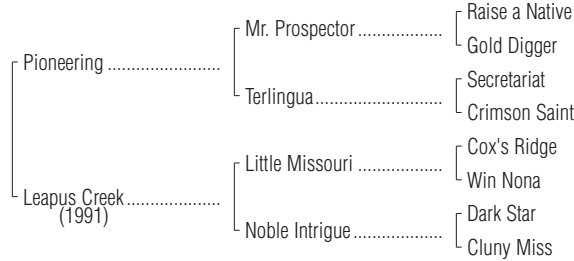 Raise a Native
Mr. Prospector ..................
Gold Digger
Pioneering ........................
Secretariat
Terlingua...........................
Crimson Saint
Cox's Ridge
Little Missouri ..................
Win Nona
Leapus Creek....................
(1991)
Dark Star
Noble Intrigue...................
Cluny Miss